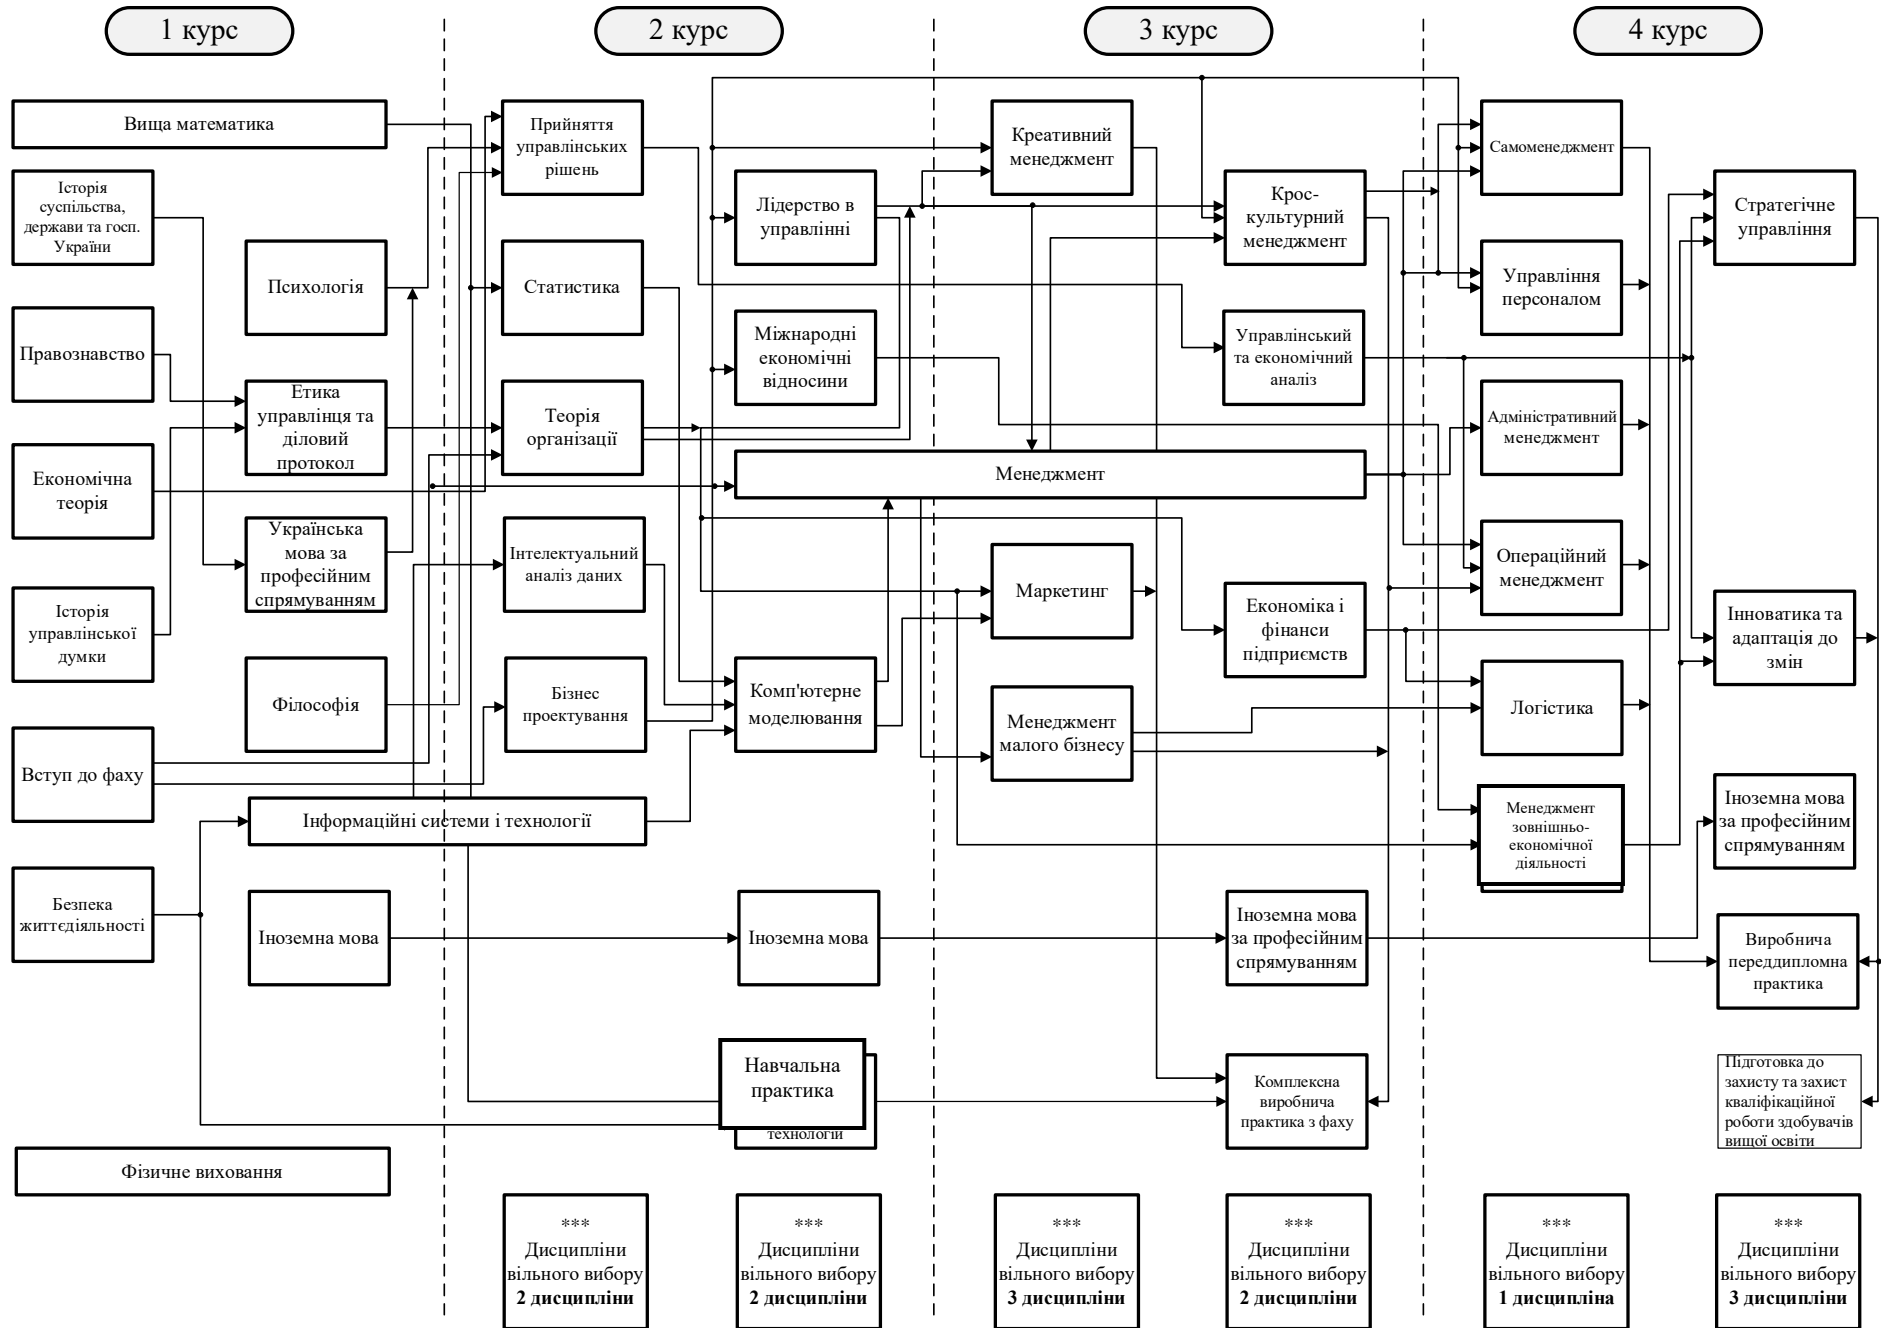 1 курс
2 курс
3 курс
4 курс
Вища математика
Історія
суспільства,
держави та госп.
України
Правознавство
Економічна
теорія
Історія
управлінської
думки
Вступ до фаху
Безпека
життєдіяльності
Психологія
Етика
управлінця та
діловий
протокол
Українська
мова за
професійним
спрямуванням
Філософія
Інформаційні системи і технології
Іноземна мова
Фізичне виховання
Прийняття
управлінських
рішень
Статистика
Теорія
організації
Інтелектуальний
аналіз даних
Бізнес
проектування
Лідерство в
управлінні
Міжнародні
економічні
відносини
Менеджмент
Комп'ютерне
моделювання
Іноземна мова
Навчальна
практика
технологій
Креативний
менеджмент
Маркетинг
Менеджмент
малого бізнесу
Крос-
культурний
менеджмент
Управлінський
та економічний
аналіз
Економіка і
фінанси
підприємств
Іноземна мова
за професійним
спрямуванням
Комплексна
виробнича
практика з фаху
Самоменеджмент
Управління
персоналом
Адміністративний
менеджмент
Операційний
менеджмент
Логістика
Менеджмент
зовнішньо-
економічної
діяльності
Стратегічне
управління
Інноватика та
адаптація до
змін
Іноземна мова
за професійним
спрямуванням
Виробнича
переддипломна
практика
Підготовка до
захисту та захист
кваліфікаційної
роботи здобувачів
вищої освіти
***
Дисципліни
вільного вибору
2 дисципліни
***
Дисципліни
вільного вибору
2 дисципліни
***
Дисципліни
вільного вибору
3 дисципліни
***
Дисципліни
вільного вибору
2 дисципліни
***
Дисципліни
вільного вибору
1 дисципліна
***
Дисципліни
вільного вибору
3 дисципліни